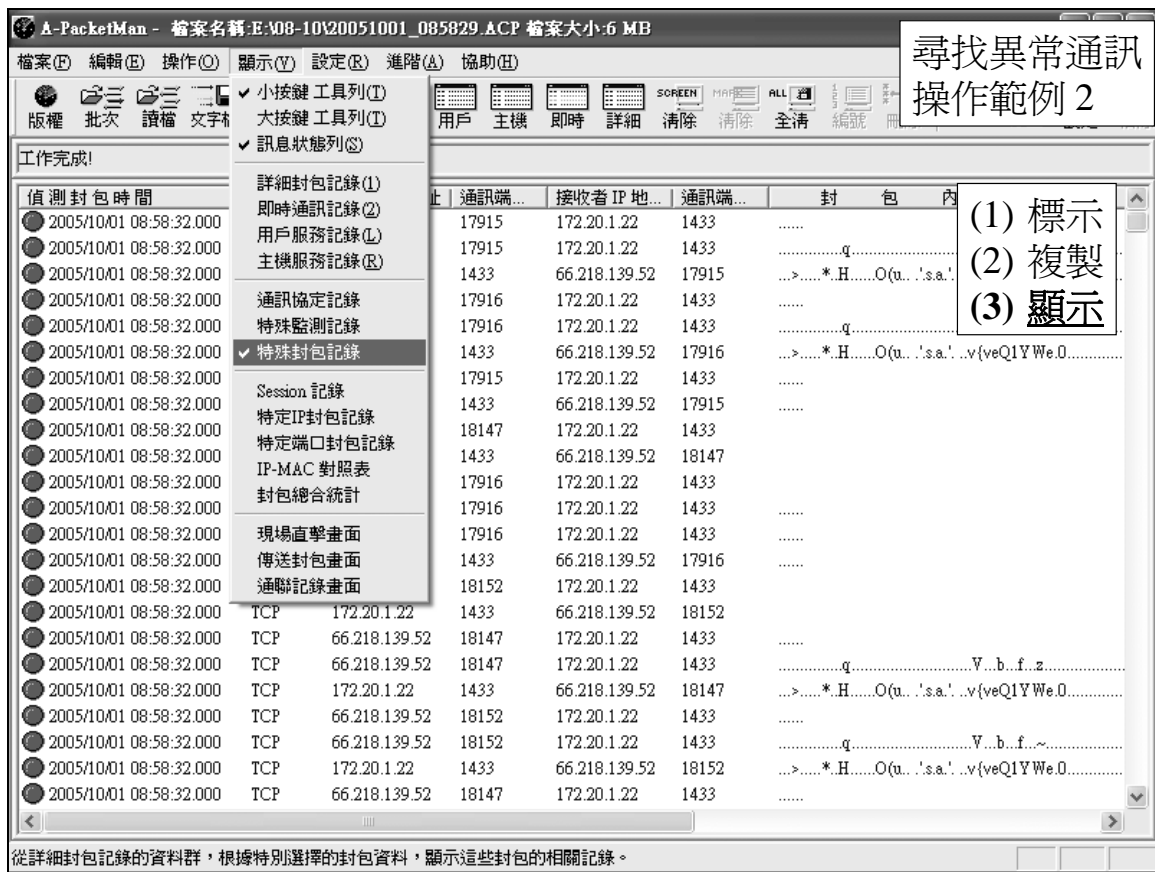 A-PacketMan - 檔案名稱:E:\08-10\20051001_085829.ACP 檔案大小:6 MB
尋找異常通訊
操作範例 2
檔案(F) 編輯(E) 操作(O) 顯示(V) 設定(R) 進階(A) 協助(H)
版權 批次 讀檔 文字檔 用戶 主機 即時 詳細 SCREEN 清除 MAP 清除 ALL 全清 編號
工作完成!
✓ 小按鍵 工具列(T)
大按鍵 工具列(T)
✓ 訊息狀態列(S)
詳細封包記錄(1)
即時通訊記錄(2)
用戶服務記錄(L)
主機服務記錄(R)
通訊協定記錄
特殊監測記錄
✓ 特殊封包記錄
Session 記錄
特定IP封包記錄
特定端口封包記錄
IP-MAC 對照表
封包總合統計
現場直擊畫面
傳送封包畫面
通聯記錄畫面
(1) 標示
(2) 複製
(3) 顯示
偵測封包時間 址 通訊端... 接收者 IP 地... 通訊端... 封 包 內
2005/10/01 08:58:32.000 17915 172.20.1.22 1433 ......
2005/10/01 08:58:32.000 17915 172.20.1.22 1433 .............q..............................
2005/10/01 08:58:32.000 1433 66.218.139.52 17915 ...>.....*..H......O(u... .'.s.a.'.
2005/10/01 08:58:32.000 17916 172.20.1.22 1433 ......
2005/10/01 08:58:32.000 17916 172.20.1.22 1433 .............q..............................
2005/10/01 08:58:32.000 1433 66.218.139.52 17916 ...>.....*..H......O(u... .'.s.a.'. ..v{veQ1YWe.0.............
2005/10/01 08:58:32.000 17915 172.20.1.22 1433 ......
2005/10/01 08:58:32.000 1433 66.218.139.52 17915 ......
2005/10/01 08:58:32.000 18147 172.20.1.22 1433
2005/10/01 08:58:32.000 1433 66.218.139.52 18147
2005/10/01 08:58:32.000 17916 172.20.1.22 1433
2005/10/01 08:58:32.000 17916 172.20.1.22 1433 ......
2005/10/01 08:58:32.000 17916 172.20.1.22 1433 ......
2005/10/01 08:58:32.000 1433 66.218.139.52 17916 ......
2005/10/01 08:58:32.000 18152 172.20.1.22 1433
2005/10/01 08:58:32.000 TCP 172.20.1.22 1433 66.218.139.52 18152
2005/10/01 08:58:32.000 TCP 66.218.139.52 18147 172.20.1.22 1433 ......
2005/10/01 08:58:32.000 TCP 66.218.139.52 18147 172.20.1.22 1433 .............q.........................V...b...f...z.................
2005/10/01 08:58:32.000 TCP 172.20.1.22 1433 66.218.139.52 18147 ...>.....*..H......O(u... .'.s.a.'. ..v{veQ1YWe.0.............
2005/10/01 08:58:32.000 TCP 66.218.139.52 18152 172.20.1.22 1433 ......
2005/10/01 08:58:32.000 TCP 66.218.139.52 18152 172.20.1.22 1433 .............q.........................V...b...f...~.................
2005/10/01 08:58:32.000 TCP 172.20.1.22 1433 66.218.139.52 18152 ...>.....*..H......O(u... .'.s.a.'. ..v{veQ1YWe.0.............
2005/10/01 08:58:32.000 TCP 66.218.139.52 18147 172.20.1.22 1433 ......
從詳細封包記錄的資料群，根據特別選擇的封包資料，顯示這些封包的相關記錄。